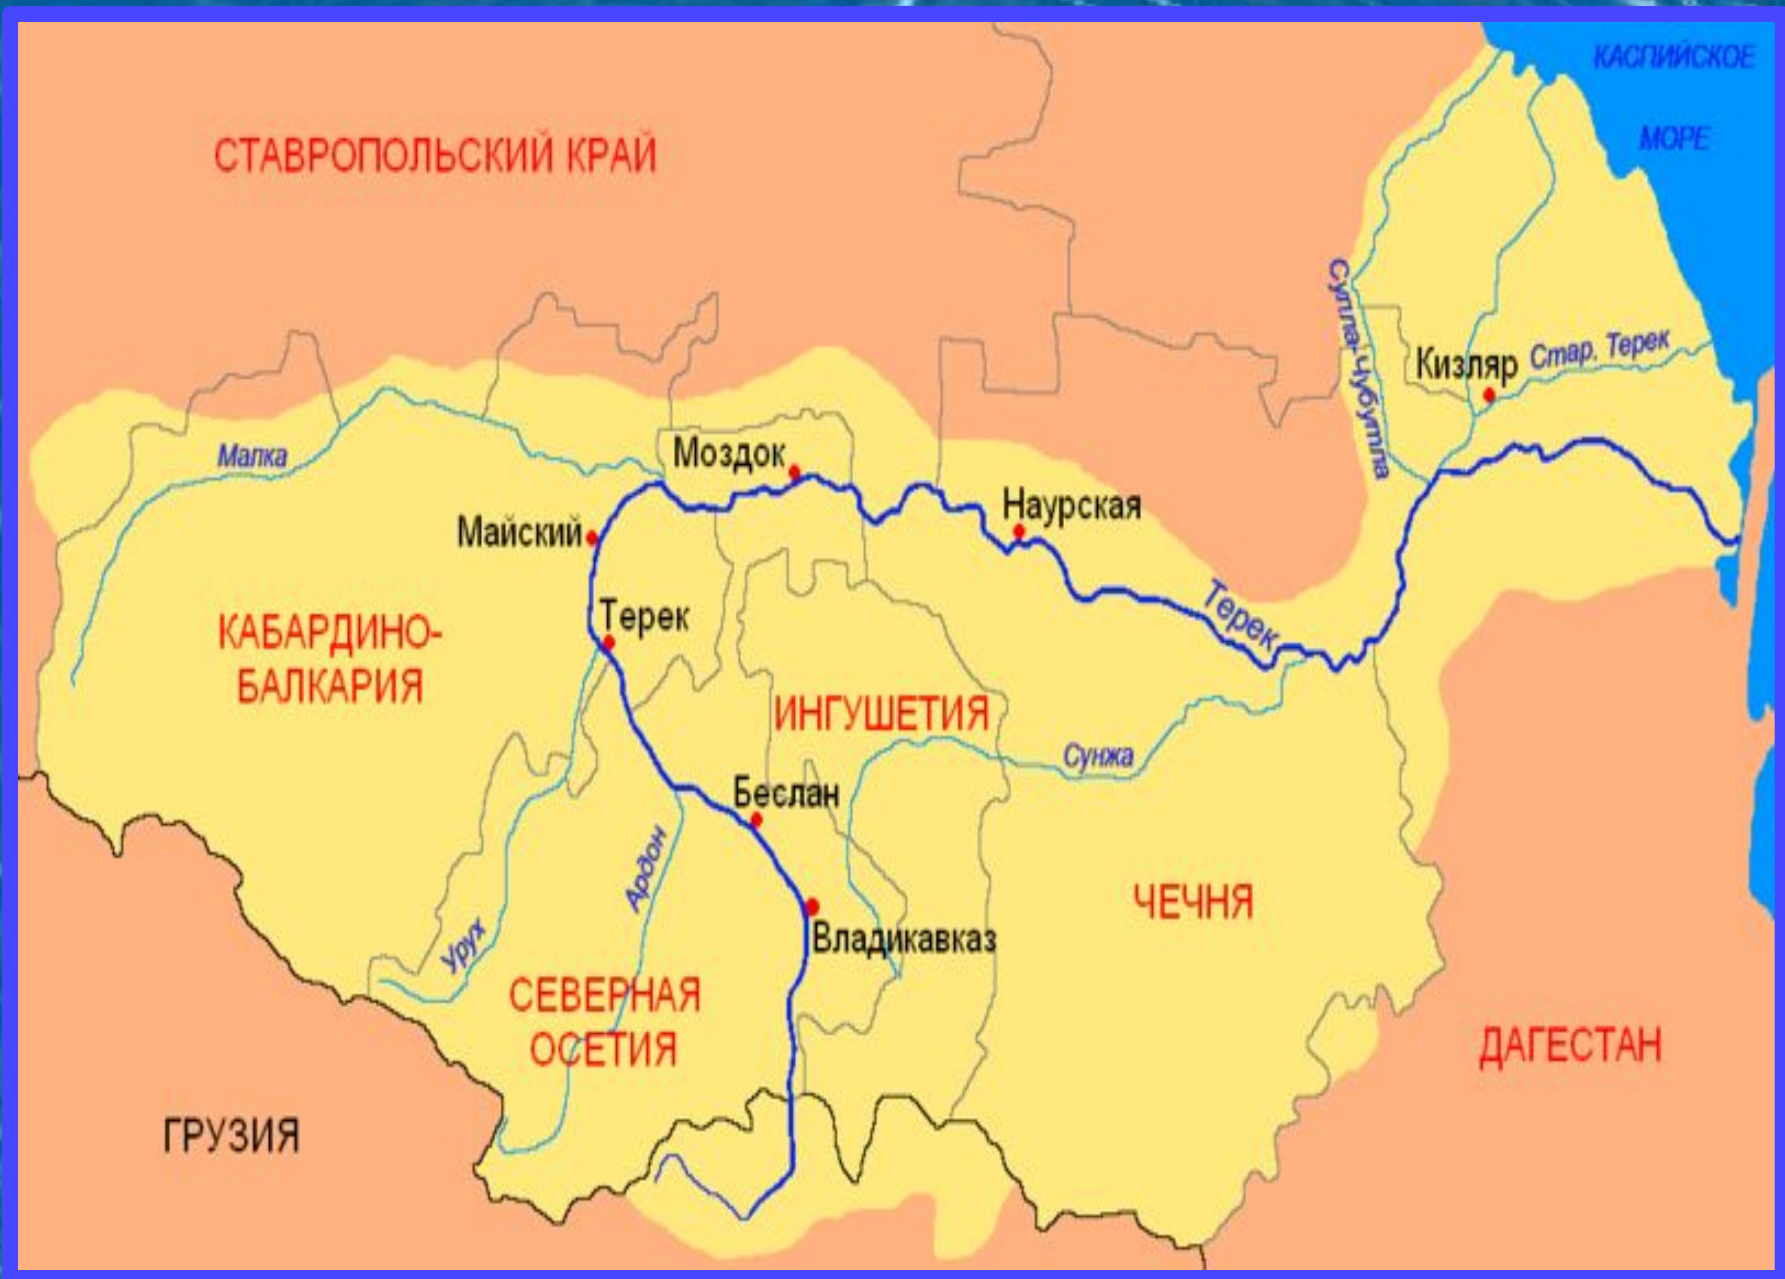 КАСПИЙСКОЕ
МОРЕ
СТАВРОПОЛЬСКИЙ КРАЙ
Сулла-Чубутла
Кизляр
Стар. Терек
Малка
Моздок
Наурская
Майский
Терек
Терек
КАБАРДИНО-
БАЛКАРИЯ
ИНГУШЕТИЯ
Сунжа
Беслан
Ардон
ЧЕЧНЯ
Владикавказ
Урух
СЕВЕРНАЯ
ОСЕТИЯ
ДАГЕСТАН
ГРУЗИЯ